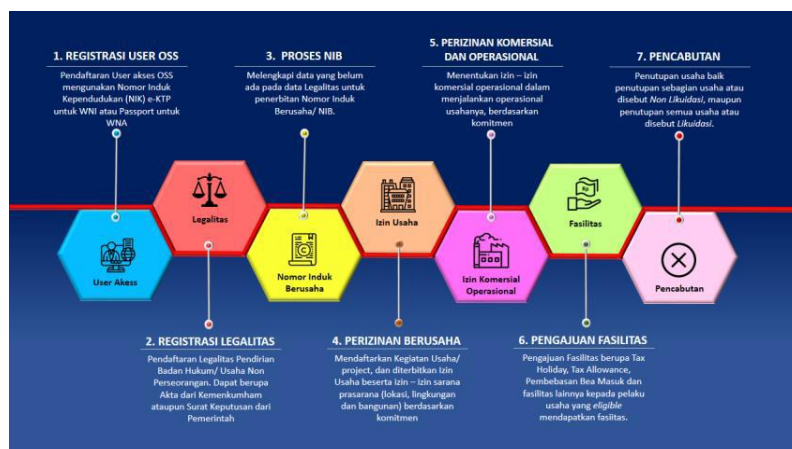 1. REGISTRASI USER OSS
Pendaftaran User akses OSS
mengunakan Nomor Induk
Kependudukan (NIK) e-KTP
untuk WNI atau Passport untuk
WNA
3. PROSES NIB
Melengkapi data yang belum
ada pada data Legalitas untuk
penerbitan Nomor Induk
Berusaha/ NIB.
5. PERIZINAN KOMERSIAL
DAN OPERASIONAL
Menentukan izin – izin
komersial operasional dalam
menjalankan operasional
usahanya, berdasarkan
komitmen
7. PENCABUTAN
Penutupan usaha baik
penutupan sebagian usaha atau
disebut Non Likuidasi, maupun
penutupan semua usaha atau
disebut Likuidasi.
User Akess
Legalitas
Nomor Induk
Berusaha
Izin Usaha
Izin Komersial
Operasional
Rp
Fasilitas
Pencabutan
2. REGISTRASI LEGALITAS
Pendaftaran Legalitas Pendirian
Badan Hukum/ Usaha Non
Perseorangan. Dapat berupa
Akta dari Kemenkumham
ataupun Surat Keputusan dari
Pemerintah
4. PERIZINAN BERUSAHA
Mendaftarkan Kegiatan Usaha/
project, dan diterbitkan Izin
Usaha beserta izin – izin sarana
prasarana (lokasi, lingkungan
dan bangunan) berdasarkan
komitmen
6. PENGAJUAN FASILITAS
Pengajuan Fasilitas berupa Tax
Holiday, Tax Allowance,
Pembebasan Bea Masuk dan
fasilitas lainnya kepada pelaku
usaha yang eligible
mendapatkan fasiitas.